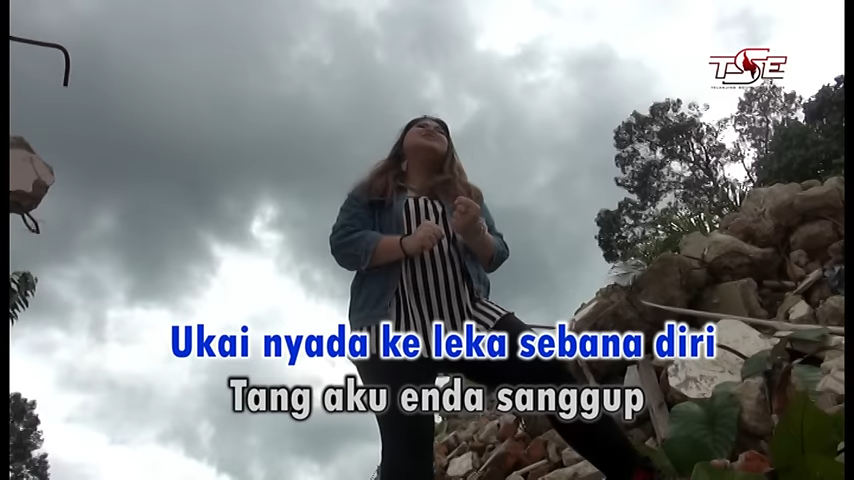 TSE
Ukai nyada ke leka sebana diri
Tang aku enda sanggup